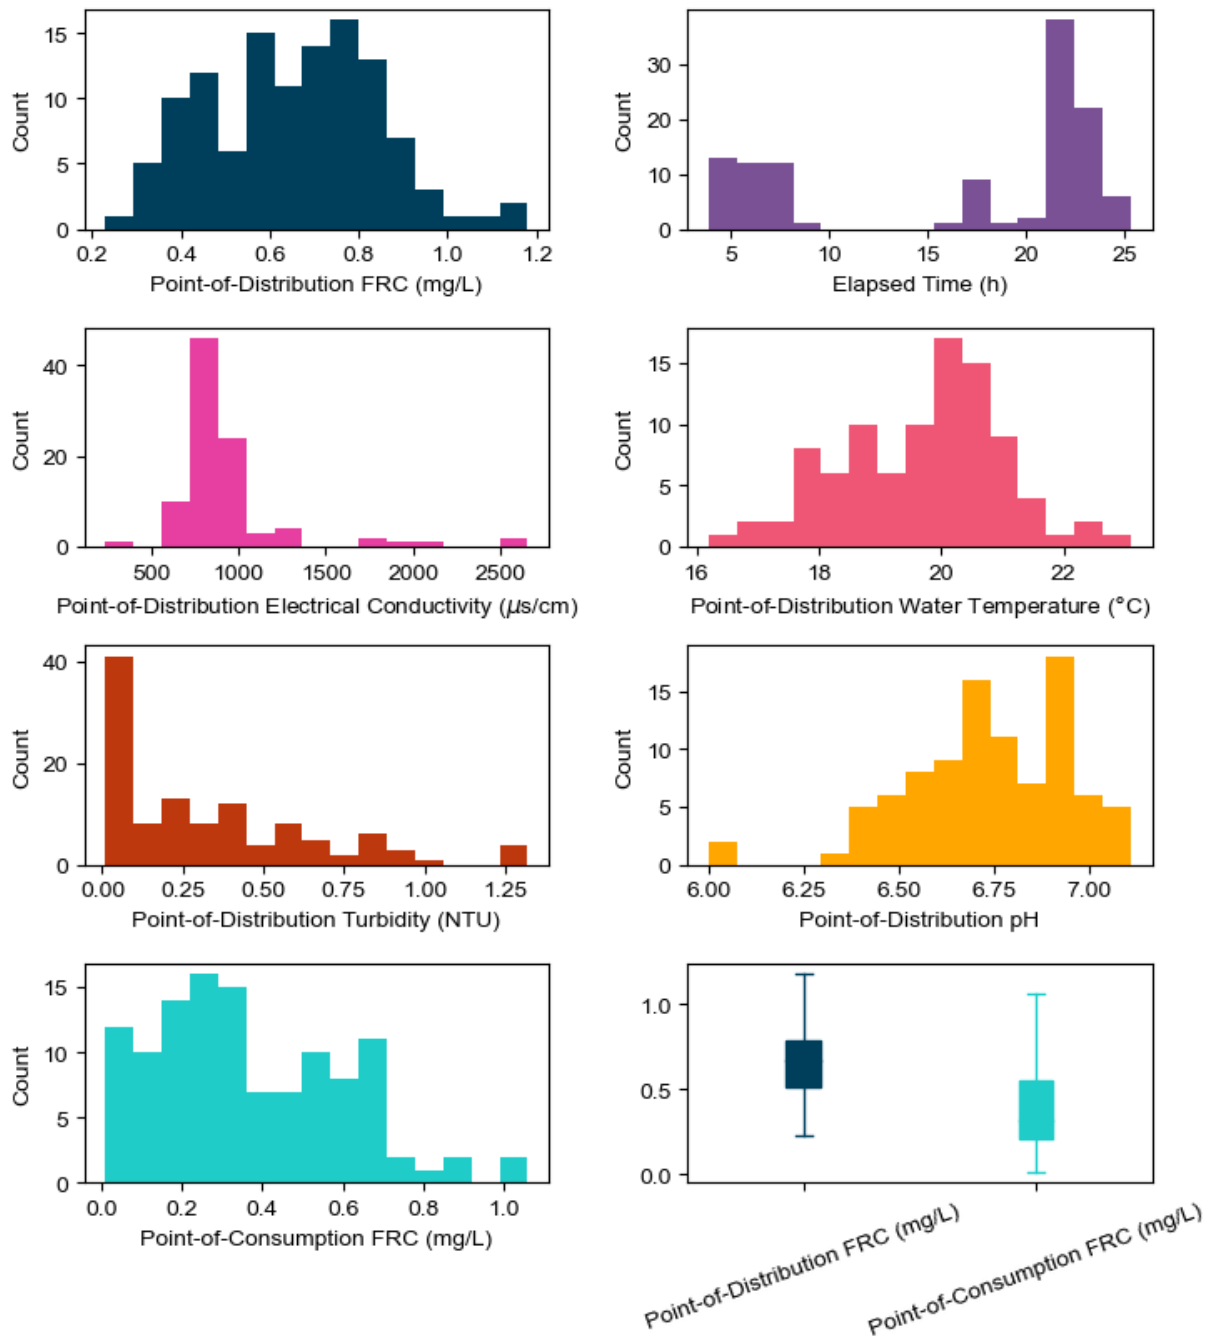 15
10
5
0
Count
0.2 0.4 0.6 0.8 1.0 1.2
Point-of-Distribution FRC (mg/L)
30
20
10
0
Count
5 10 15 20 25
Elapsed Time (h)
40
20
0
Count
500 1000 1500 2000 2500
Point-of-Distribution Electrical Conductivity (μs/cm)
15
10
5
0
Count
16 18 20 22
Point-of-Distribution Water Temperature (°C)
40
20
0
Count
0.00 0.25 0.50 0.75 1.00 1.25
Point-of-Distribution Turbidity (NTU)
15
10
5
0
Count
6.00 6.25 6.50 6.75 7.00
Point-of-Distribution pH
15
10
5
0
Count
0.0 0.2 0.4 0.6 0.8 1.0
Point-of-Consumption FRC (mg/L)
1.0
0.5
0.0
Point-of-Distribution FRC (mg/L)
Point-of-Consumption FRC (mg/L)